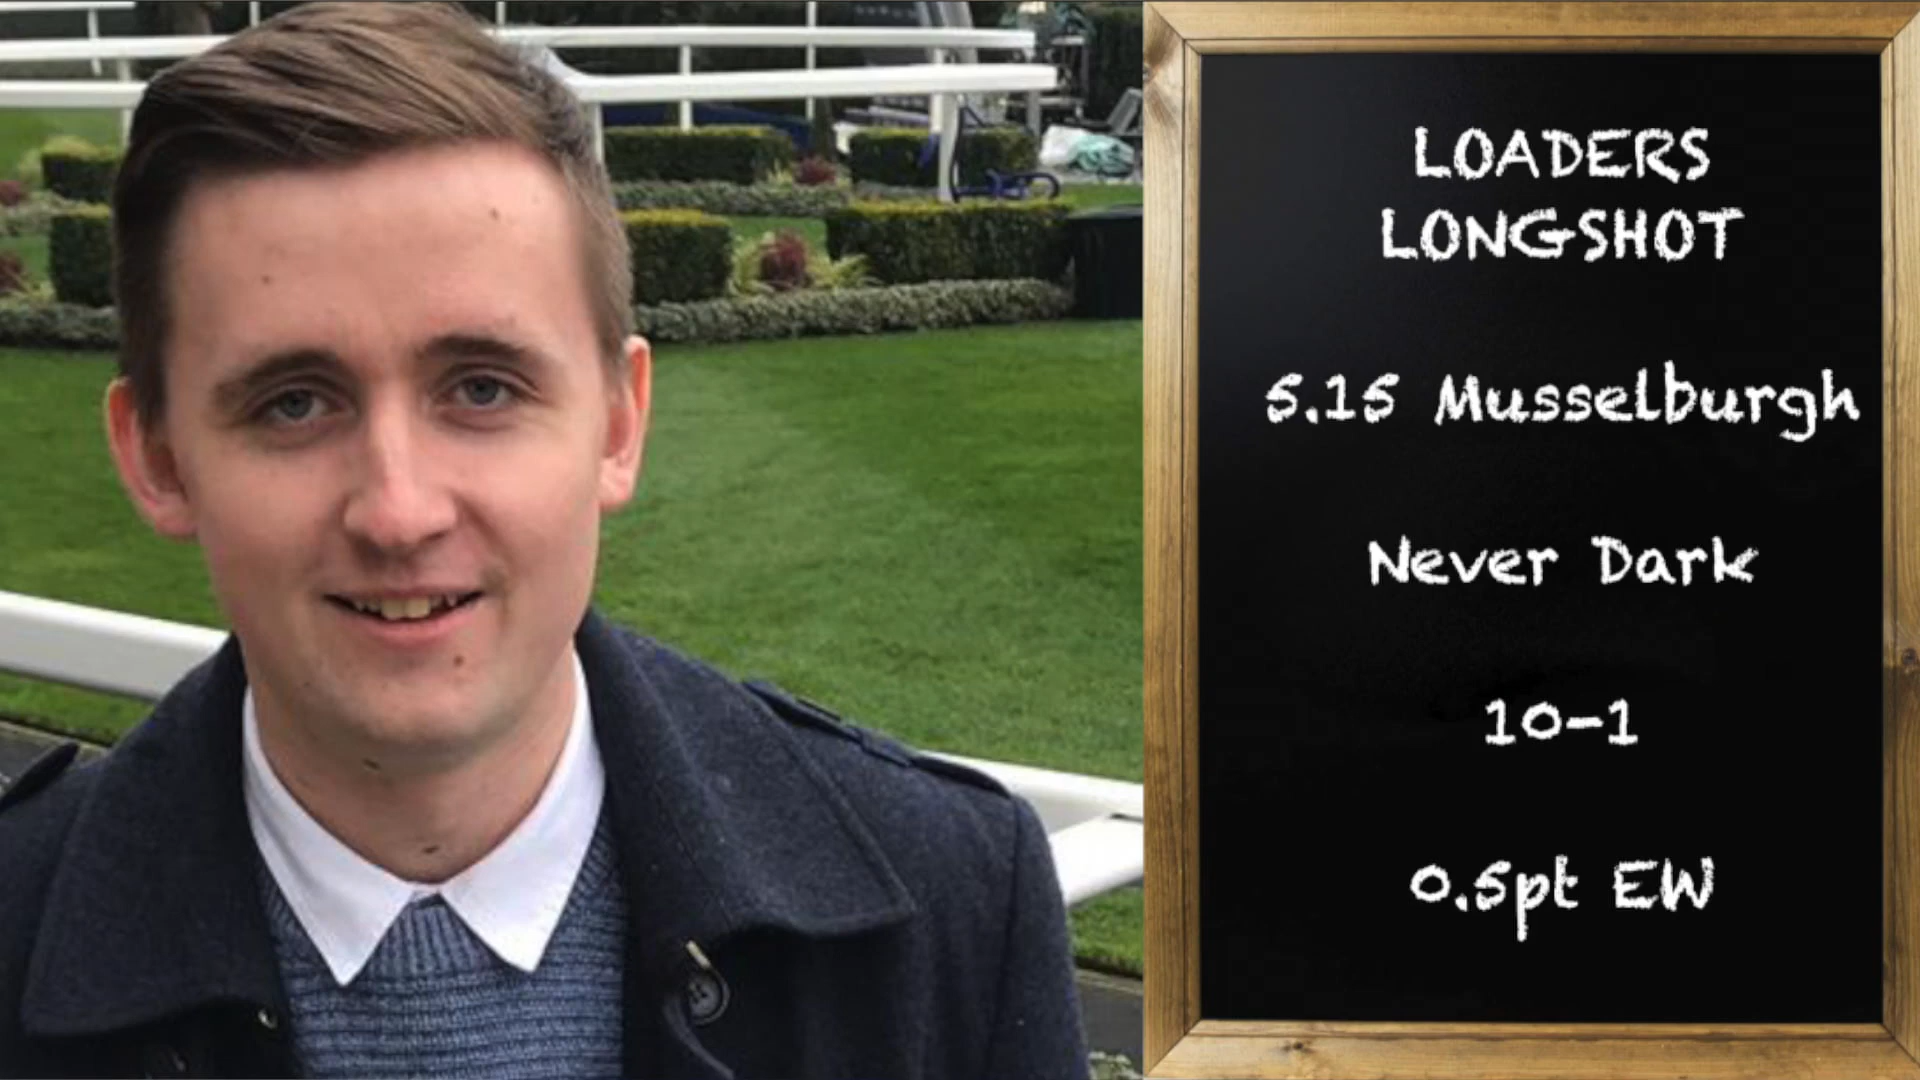 LOADERS
LONGSHOT
5.15 Musselburgh
Never Dark
10-1
0.5pt EW